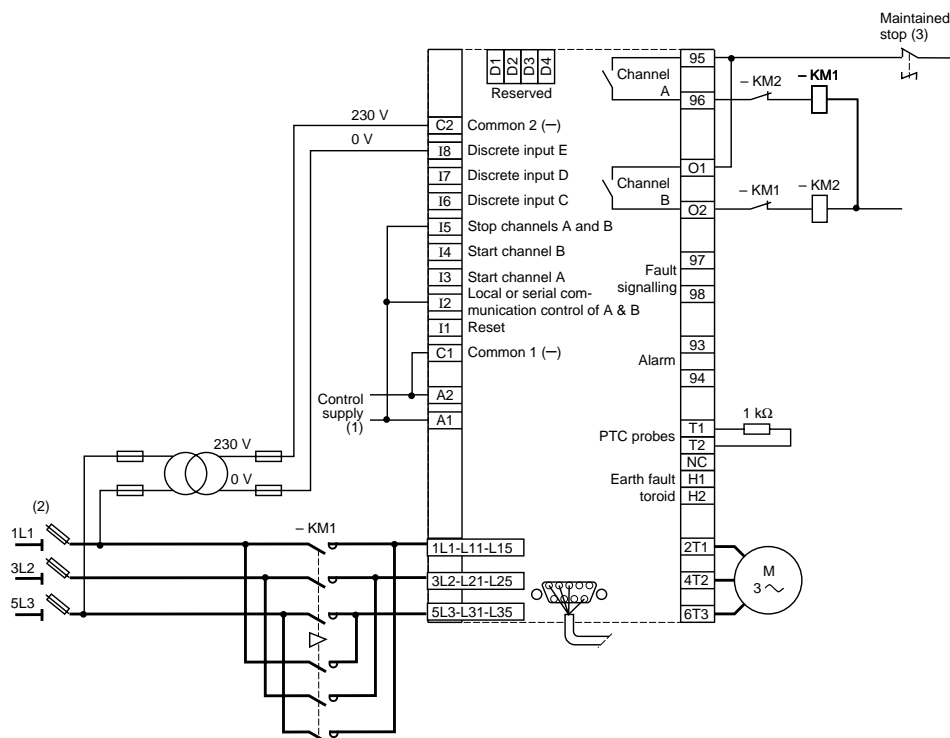 Maintained
stop (3)
D1
D2
D3
D4
Reserved
95
Channel
A
96
– KM2
– KM1
230 V
C2
Common 2 (–)
0 V
I8
Discrete input E
I7
Discrete input D
I6
Discrete input C
I5
Stop channels A and B
I4
Start channel B
I3
Start channel A
I2
Local or serial com-
munication control of A & B
I1
Reset
C1
Common 1 (–)
O1
Channel
B
O2
– KM1
– KM2
97
Fault
signalling
98
93
Alarm
94
Control
supply
(1)
A2
A1
PTC probes
T1
T2
1 kΩ
NC
Earth fault
toroid
H1
H2
230 V
0 V
(2)
1L1
3L2
5L3
– KM1
1L1-L11-L15
3L2-L21-L25
5L3-L31-L35
2T1
4T2
6T3
M
3 ~